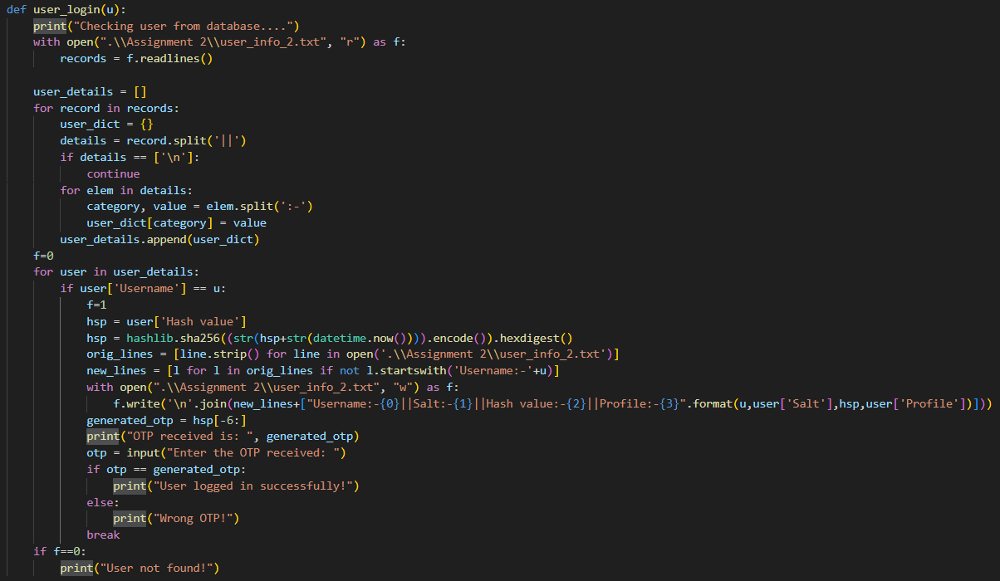 def user_login(u):
    print("Checking user from database....")
    with open(".\\Assignment 2\\user_info_2.txt", "r") as f:
        records = f.readlines()

    user_details = []
    for record in records:
        user_dict = {}
        details = record.split('||')
        if details == ['\n']:
            continue
        for elem in details:
            category, value = elem.split(':-')
            user_dict[category] = value
        user_details.append(user_dict)
    f=0
    for user in user_details:
        if user['Username'] == u:
            f=1
            hsp = user['Hash value']
            hsp = hashlib.sha256((str(hsp+str(datetime.now()))).encode()).hexdigest()
            orig_lines = [line.strip() for line in open('.\\Assignment 2\\user_info_2.txt')]
            new_lines = [l for l in orig_lines if not l.startswith('Username:-'+u)]
            with open(".\\Assignment 2\\user_info_2.txt", "w") as f:
                f.write('\n'.join(new_lines+["Username:-{0}||Salt:-{1}||Hash value:-{2}||Profile:-{3}".format(u,user['Salt'],hsp,user['Profile'])]))
            generated_otp = hsp[-6:]
            print("OTP received is: ", generated_otp)
            otp = input("Enter the OTP received: ")
            if otp == generated_otp:
                print("User logged in successfully!")
            else:
                print("Wrong OTP!")
            break
    if f==0:
        print("User not found!")